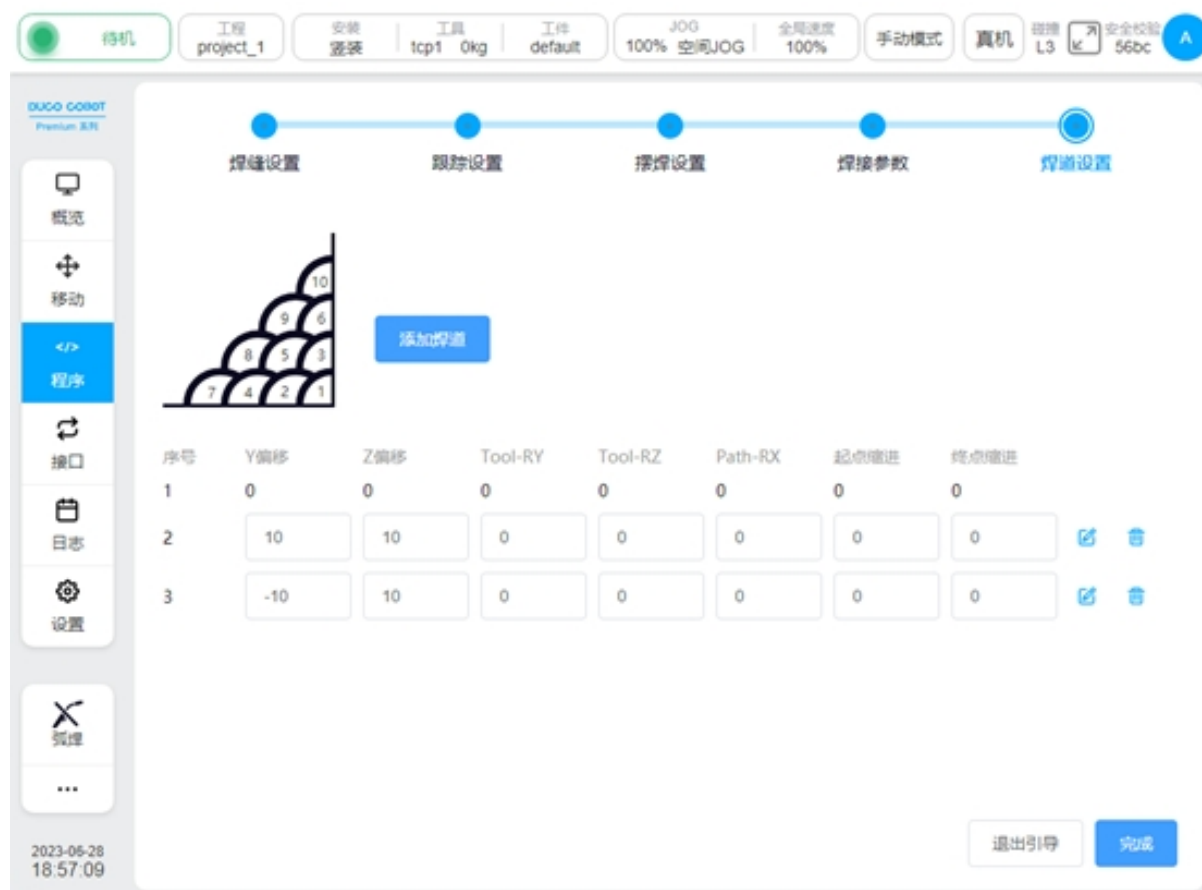 待机
工程
project_1
安装
竖装
工具
tcp1 0kg
工件
default
JOG
100% 空间JOG
全局速度
100%
手动模式
真机
碰撞
L3
安全校验
56bc
A
DUCO COBOT
Premium 系列
概览
移动
</>
程序
接口
日志
设置
弧焊
...
2023-06-28
18:57:09
焊缝设置 跟踪设置 摆焊设置 焊接参数 焊道设置
10
9 6
8 5 3
7 4 2 1
添加焊道
序号 Y偏移 Z偏移 Tool-RY Tool-RZ Path-RX 起点缩进 终点缩进
1 0 0 0 0 0 0 0
2 10 10 0 0 0 0 0
3 -10 10 0 0 0 0 0
退出引导 完成